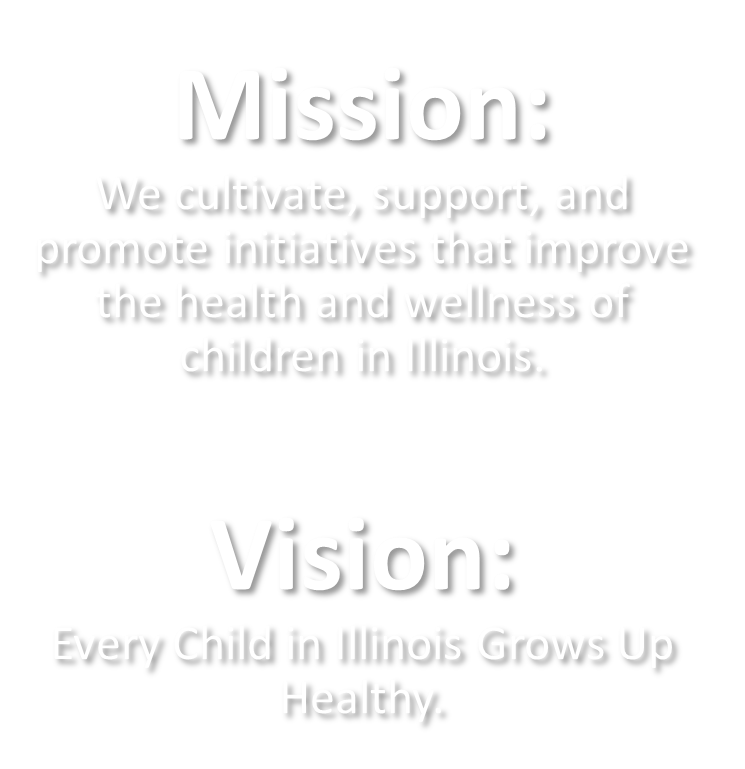 Mission:
We cultivate, support, and
promote initiatives that improve
the health and wellness of
children in Illinois.
Vision:
Every Child in Illinois Grows Up
Healthy.